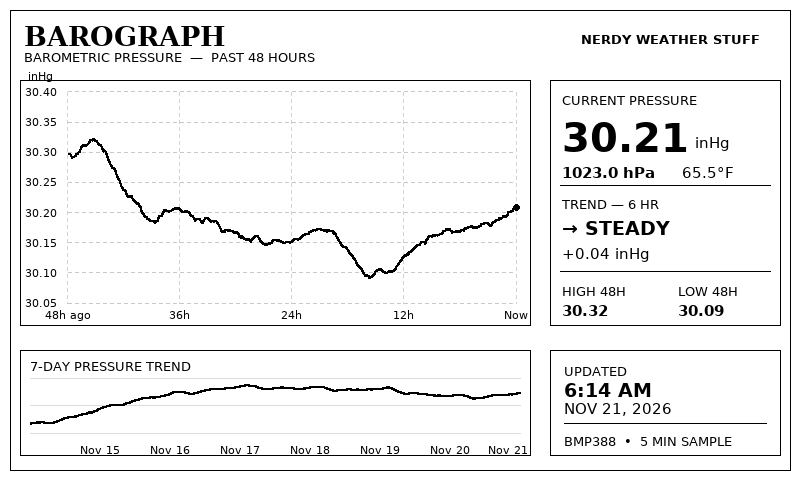 BAROGRAPH
BAROMETRIC PRESSURE — PAST 48 HOURS
NERDY WEATHER STUFF
inHg
30.40
30.35
30.30
30.25
30.20
30.15
30.10
30.05
48h ago 36h 24h 12h Now
CURRENT PRESSURE
30.21 inHg
1023.0 hPa 65.5°F
TREND — 6 HR
→ STEADY
+0.04 inHg
HIGH 48H LOW 48H
30.32 30.09
7-DAY PRESSURE TREND
Nov 15 Nov 16 Nov 17 Nov 18 Nov 19 Nov 20 Nov 21
UPDATED
6:14 AM
NOV 21, 2026
BMP388 • 5 MIN SAMPLE